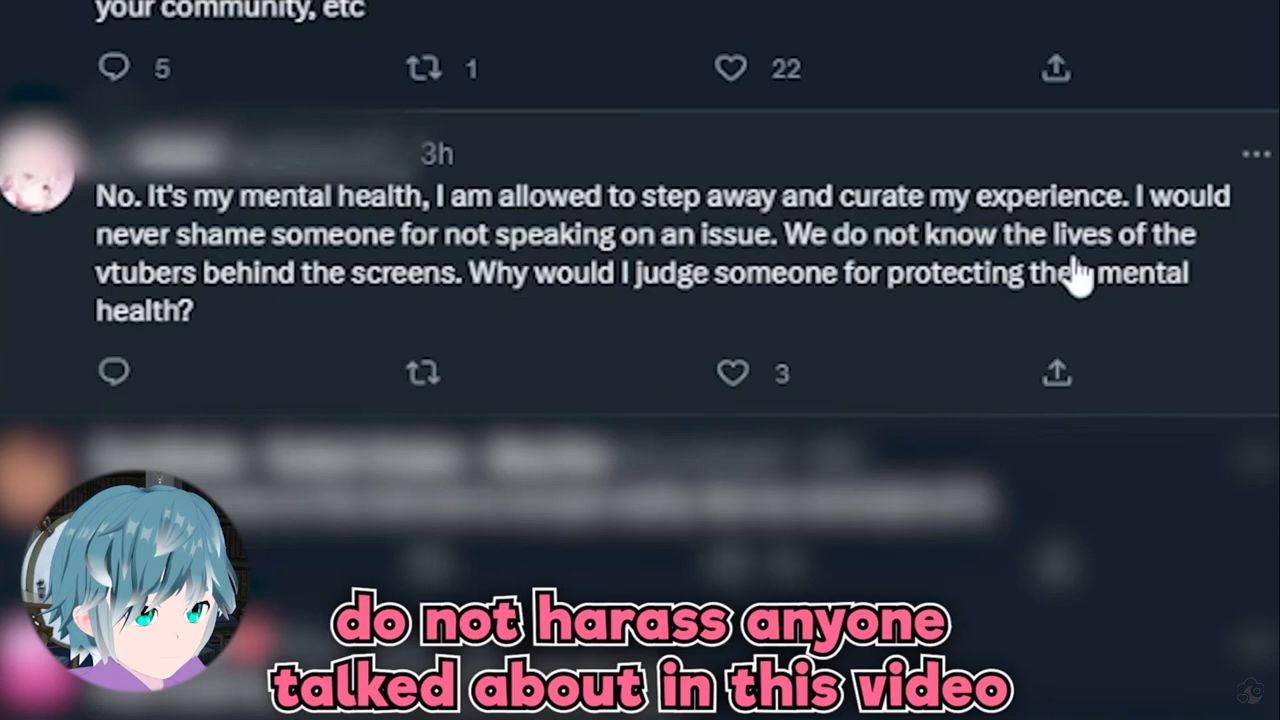 your community, etc
5 1 22
3h
No. It's my mental health, I am allowed to step away and curate my experience. I would
never shame someone for not speaking on an issue. We do not know the lives of the
vtubers behind the screens. Why would I judge someone for protecting mental
health?
3
do not harass anyone
talked about in this video